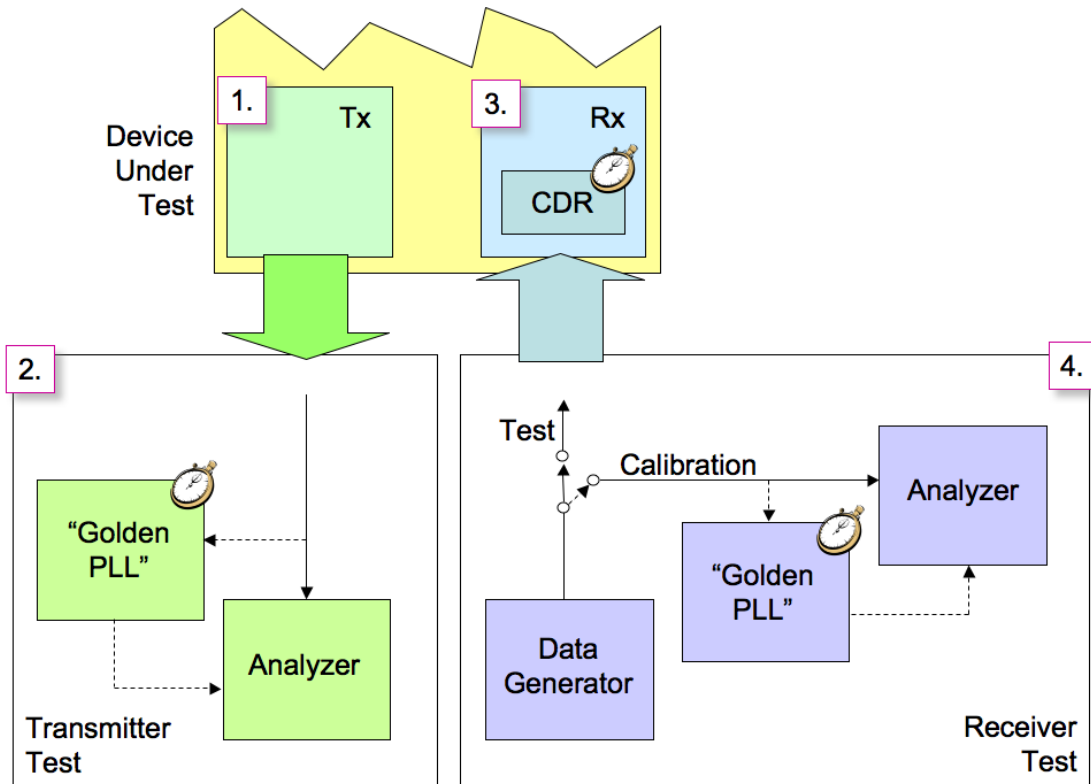 1.
Tx
3.
Rx
Device
Under
Test
CDR
2.
4.
Test
Calibration
Analyzer
“Golden
PLL”
“Golden
PLL”
Analyzer
Data
Generator
Transmitter
Test
Receiver
Test